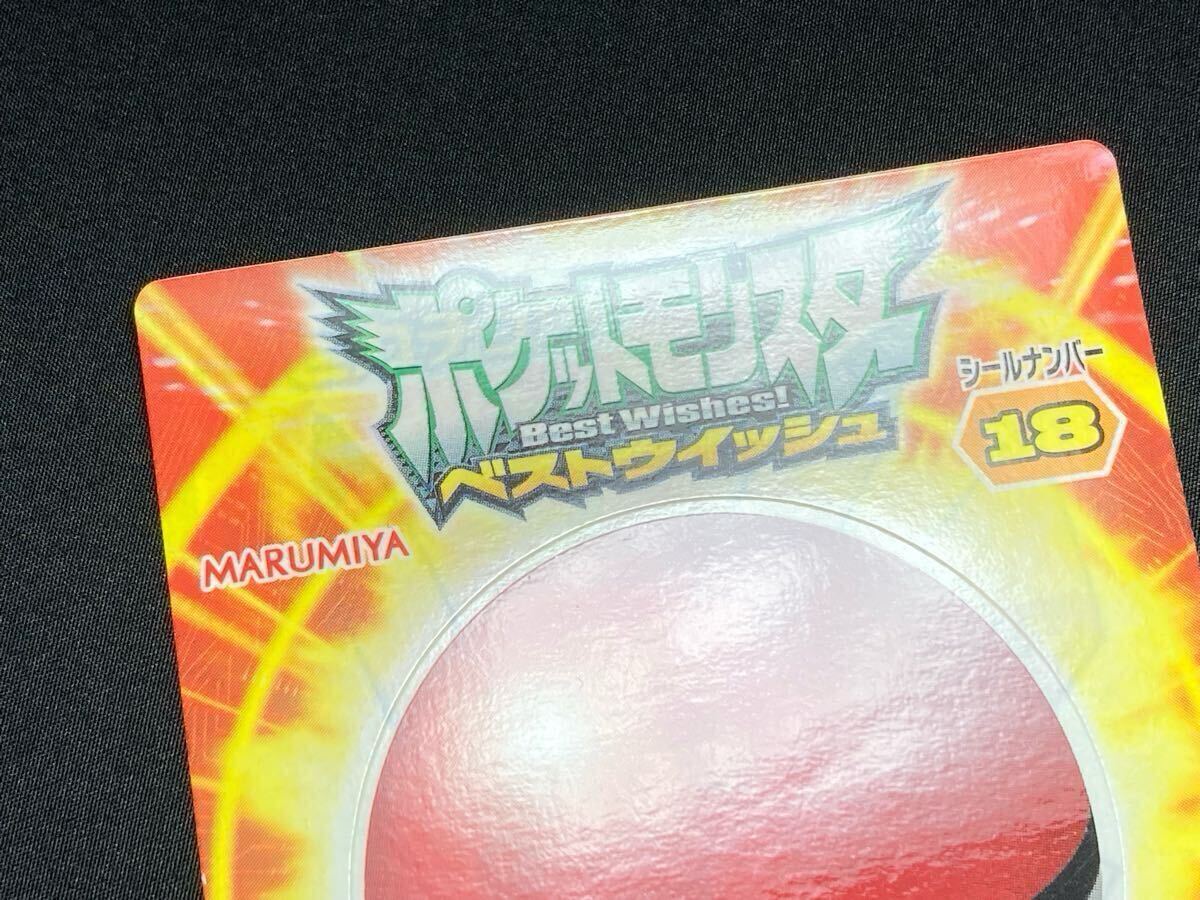 ポケットモンスター
Best Wishes!
ベストウイッシュ
シールナンバー
18
MARUMIYA